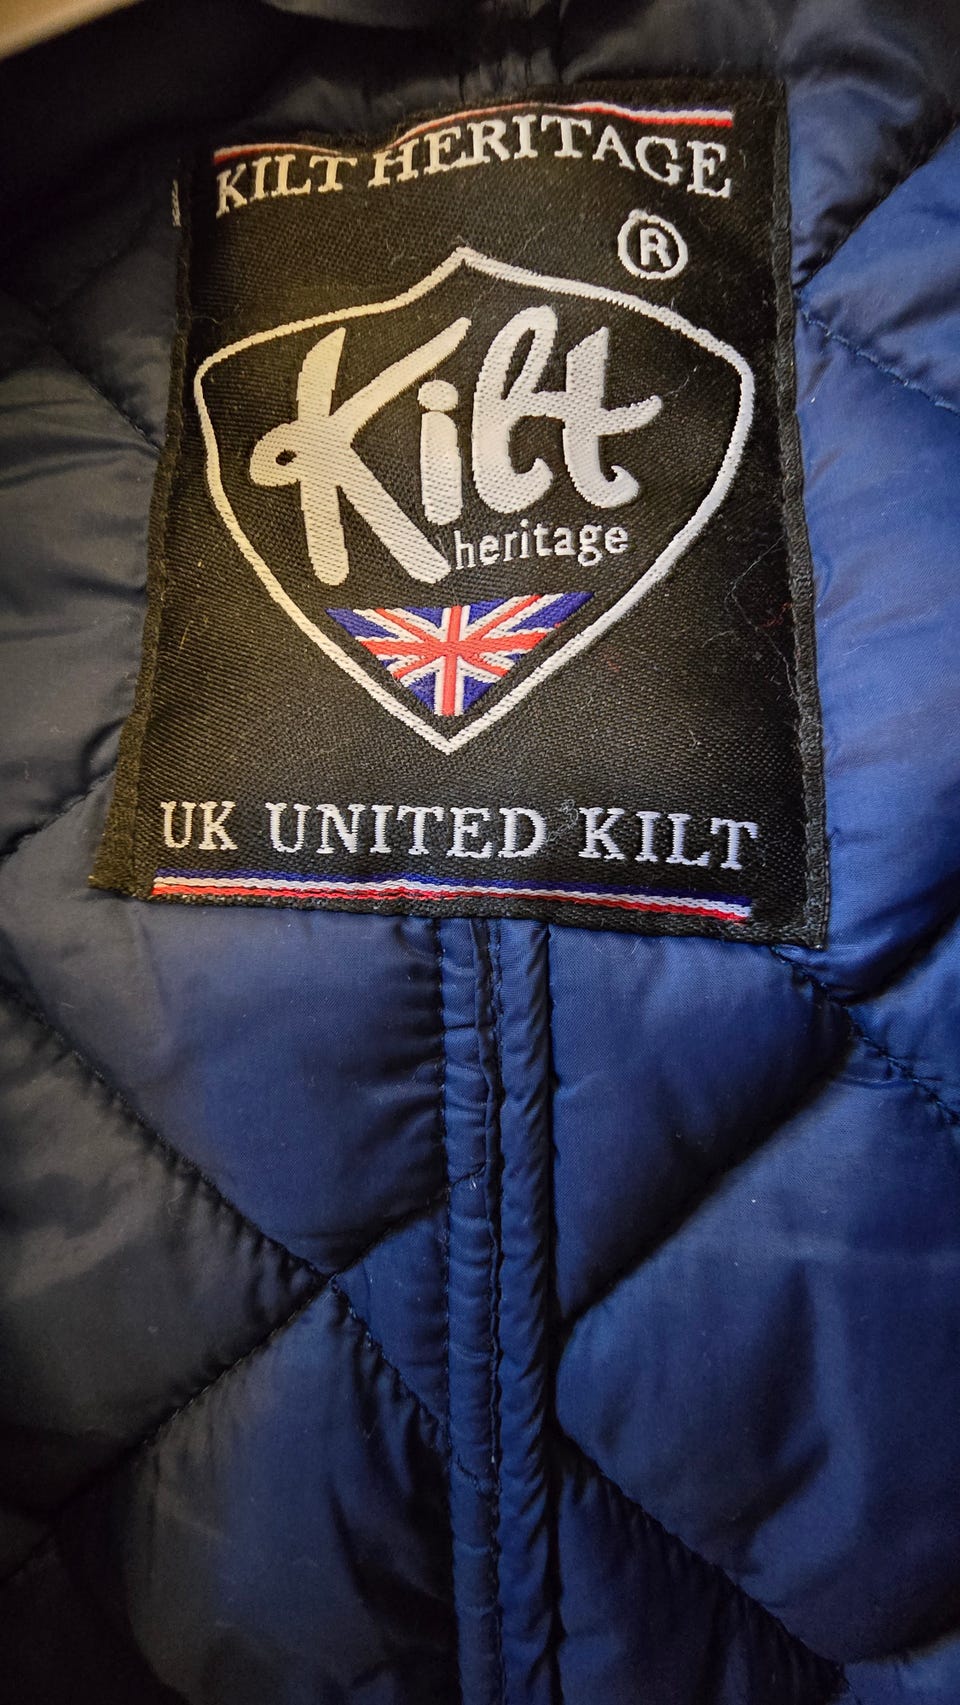 KILT HERITAGE
®
Kilt
heritage
UK UNITED KILT